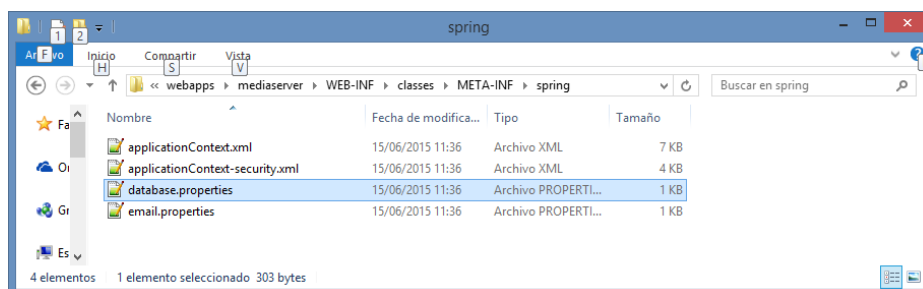 1 2 spring
Archivo Inicio Compartir Vista
F H S V
« webapps ▸ mediaserver ▸ WEB-INF ▸ classes ▸ META-INF ▸ spring Buscar en spring
Nombre Fecha de modifica... Tipo Tamaño
Fa applicationContext.xml 15/06/2015 11:36 Archivo XML 7 KB
Oi applicationContext-security.xml 15/06/2015 11:36 Archivo XML 4 KB
database.properties 15/06/2015 11:36 Archivo PROPERTI... 1 KB
Gr email.properties 15/06/2015 11:36 Archivo PROPERTI... 1 KB
Es
4 elementos 1 elemento seleccionado 303 bytes